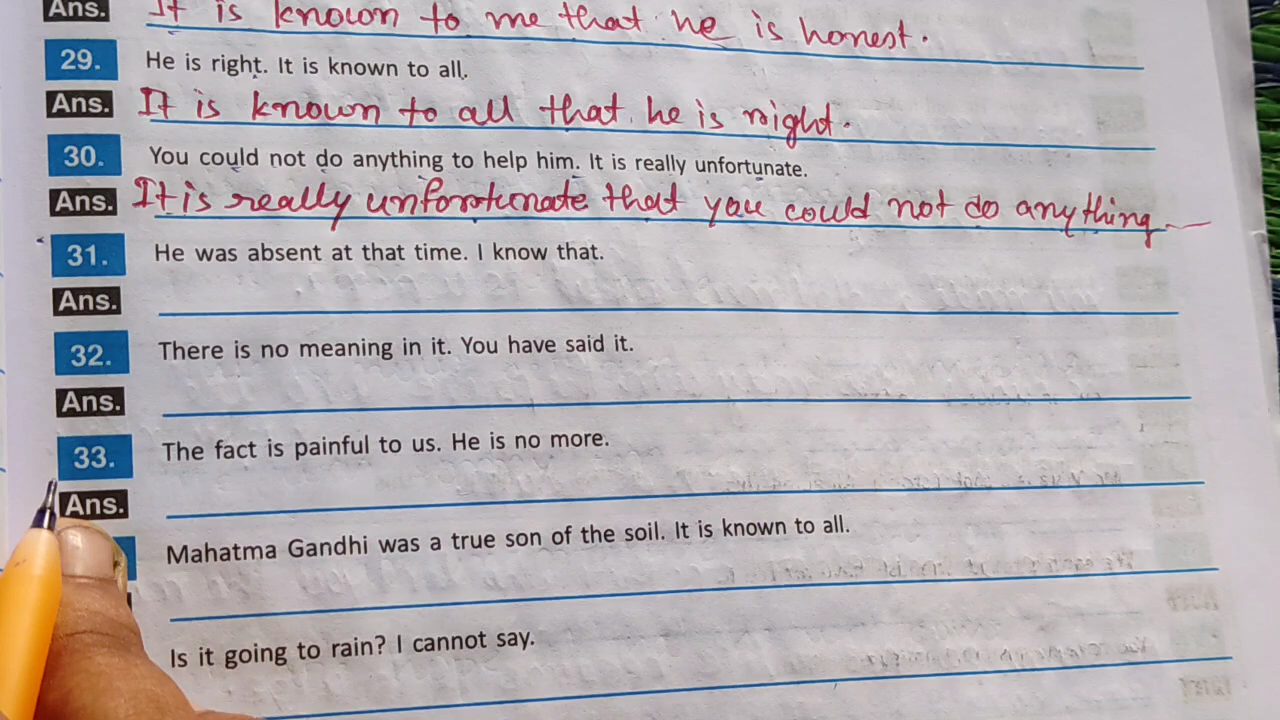 Ans. It is known to me that he is honest.
29. He is right. It is known to all.
Ans. It is known to all that he is right.
30. You could not do anything to help him. It is really unfortunate.
Ans. It is really unfortunate that you could not do anything
31. He was absent at that time. I know that.
Ans.
32. There is no meaning in it. You have said it.
Ans.
33. The fact is painful to us. He is no more.
Ans.
Mahatma Gandhi was a true son of the soil. It is known to all.
Is it going to rain? I cannot say.